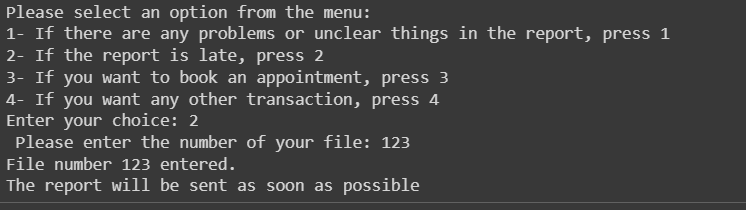 Please select an option from the menu:
1- If there are any problems or unclear things in the report, press 1
2- If the report is late, press 2
3- If you want to book an appointment, press 3
4- If you want any other transaction, press 4
Enter your choice: 2
 Please enter the number of your file: 123
File number 123 entered.
The report will be sent as soon as possible